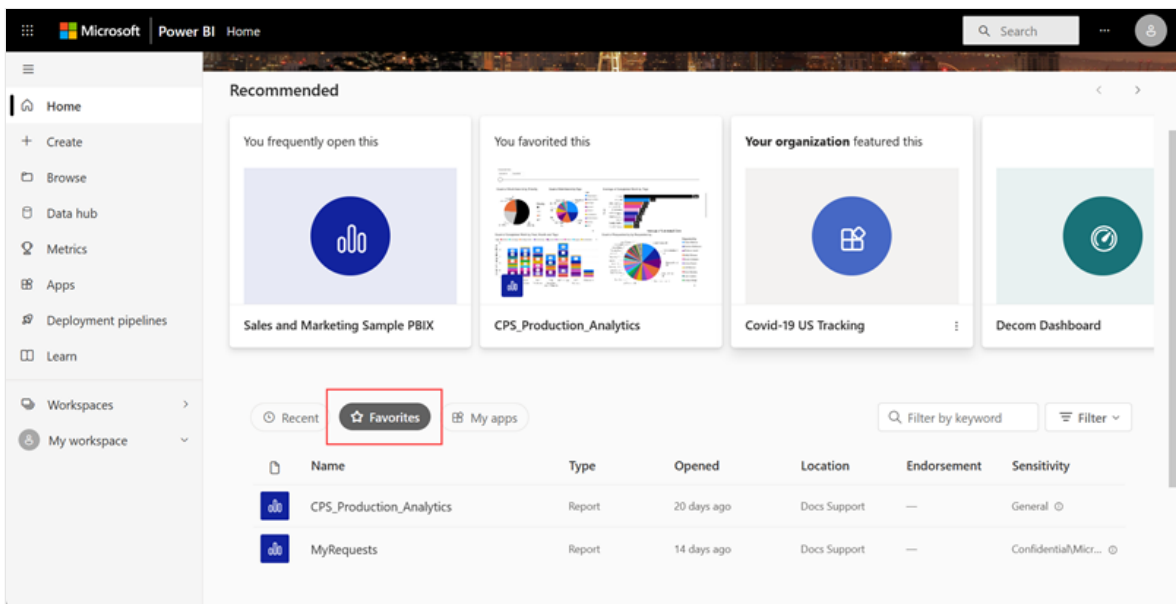 Microsoft Power BI Home Search ...
Home
Create
Browse
Data hub
Metrics
Apps
Deployment pipelines
Learn
Workspaces
My workspace
Recommended
You frequently open this
Sales and Marketing Sample PBIX
You favorited this
CPS_Production_Analytics
Your organization featured this
Covid-19 US Tracking
Decom Dashboard
Recent Favorites My apps Filter by keyword Filter
Name Type Opened Location Endorsement Sensitivity
CPS_Production_Analytics Report 20 days ago Docs Support — General
MyRequests Report 14 days ago Docs Support — Confidential\Micr...